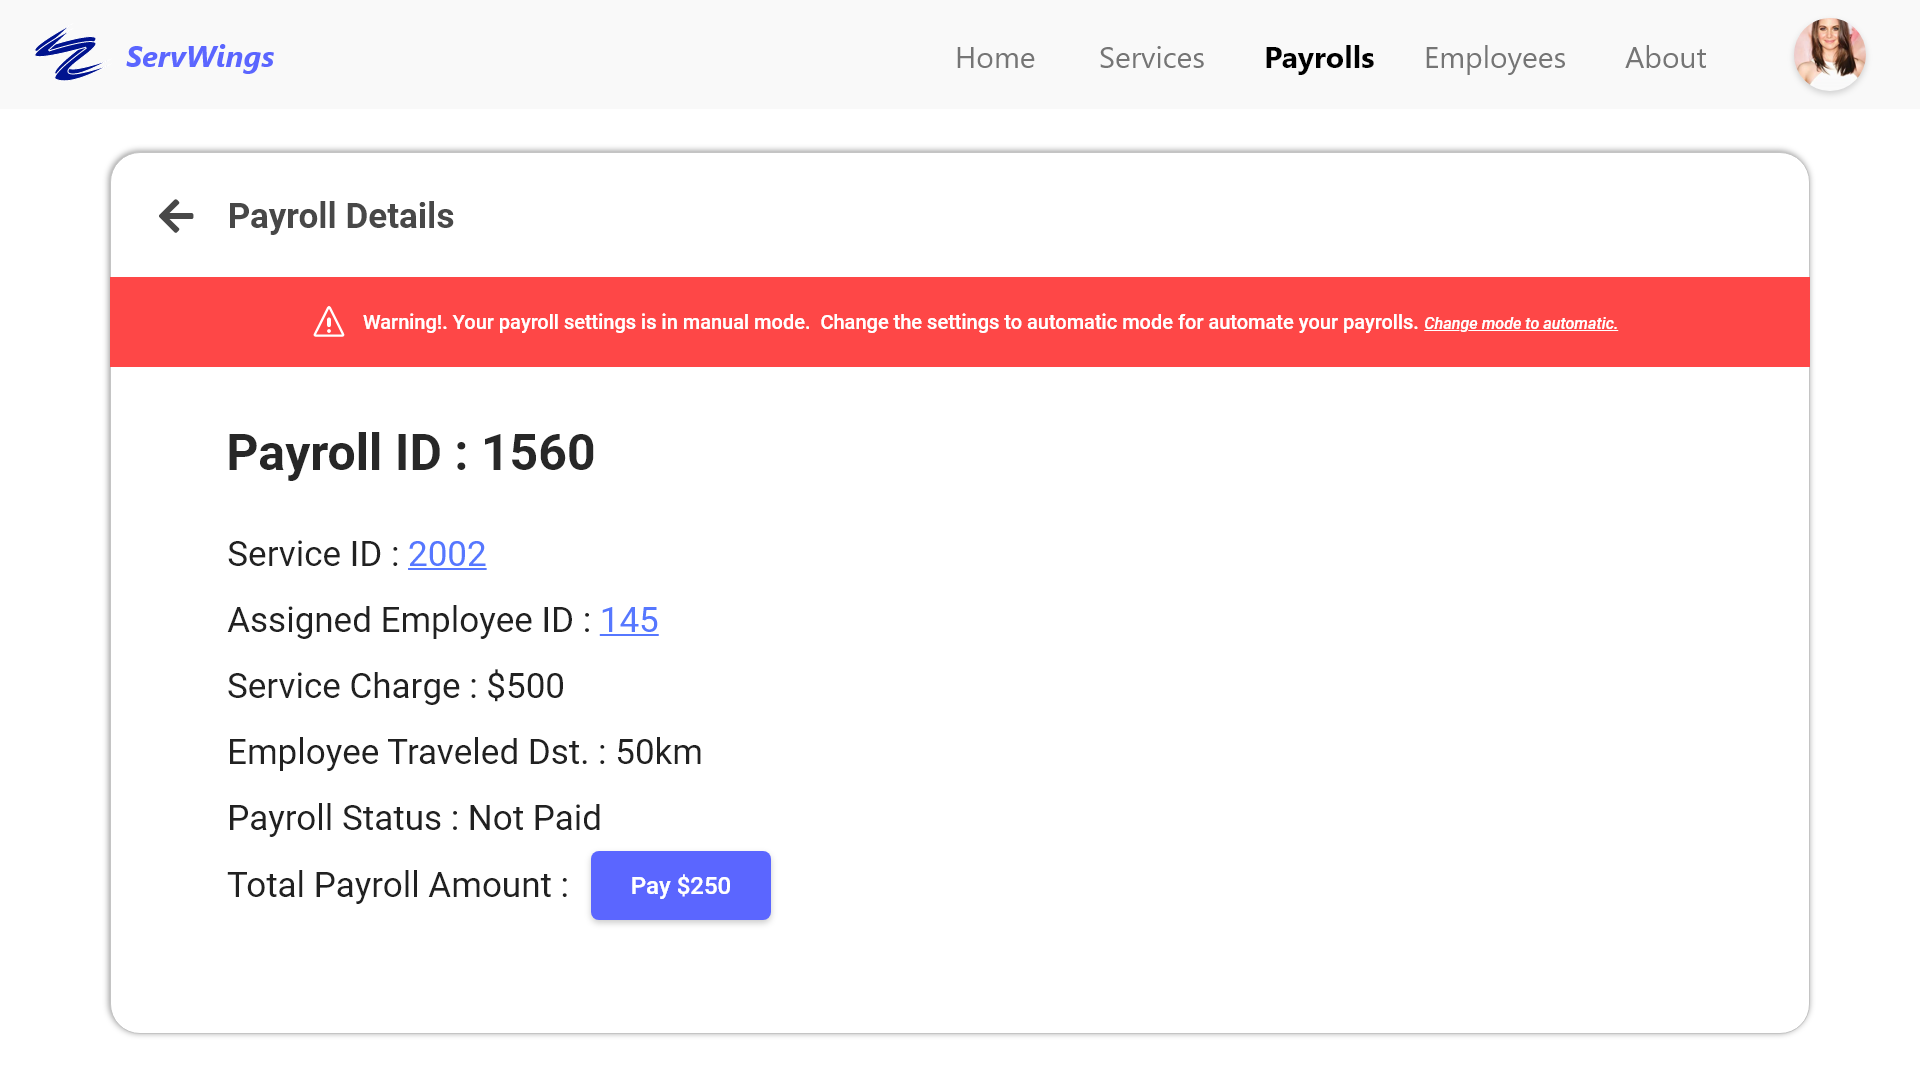 ServWings
Home Services Payrolls Employees About
Payroll Details
Warning!. Your payroll settings is in manual mode.  Change the settings to automatic mode for automate your payrolls. Change mode to automatic.
Payroll ID : 1560
Service ID : 2002
Assigned Employee ID : 145
Service Charge : $500
Employee Traveled Dst. : 50km
Payroll Status : Not Paid
Total Payroll Amount : Pay $250